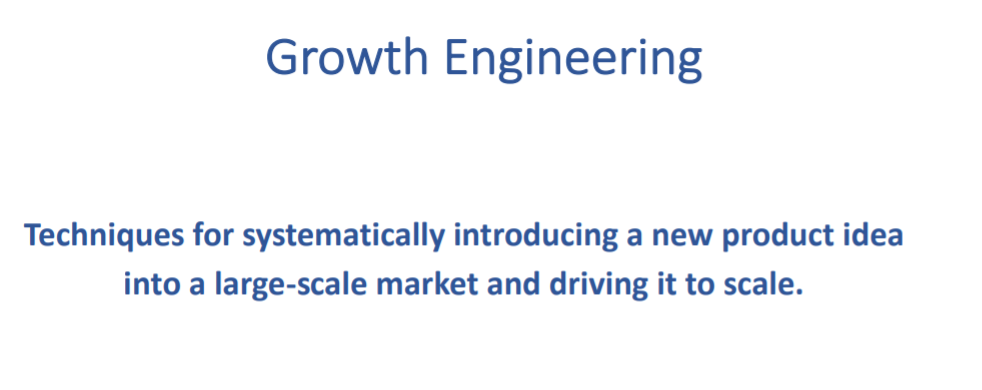 Growth Engineering
Techniques for systematically introducing a new product idea
into a large-scale market and driving it to scale.